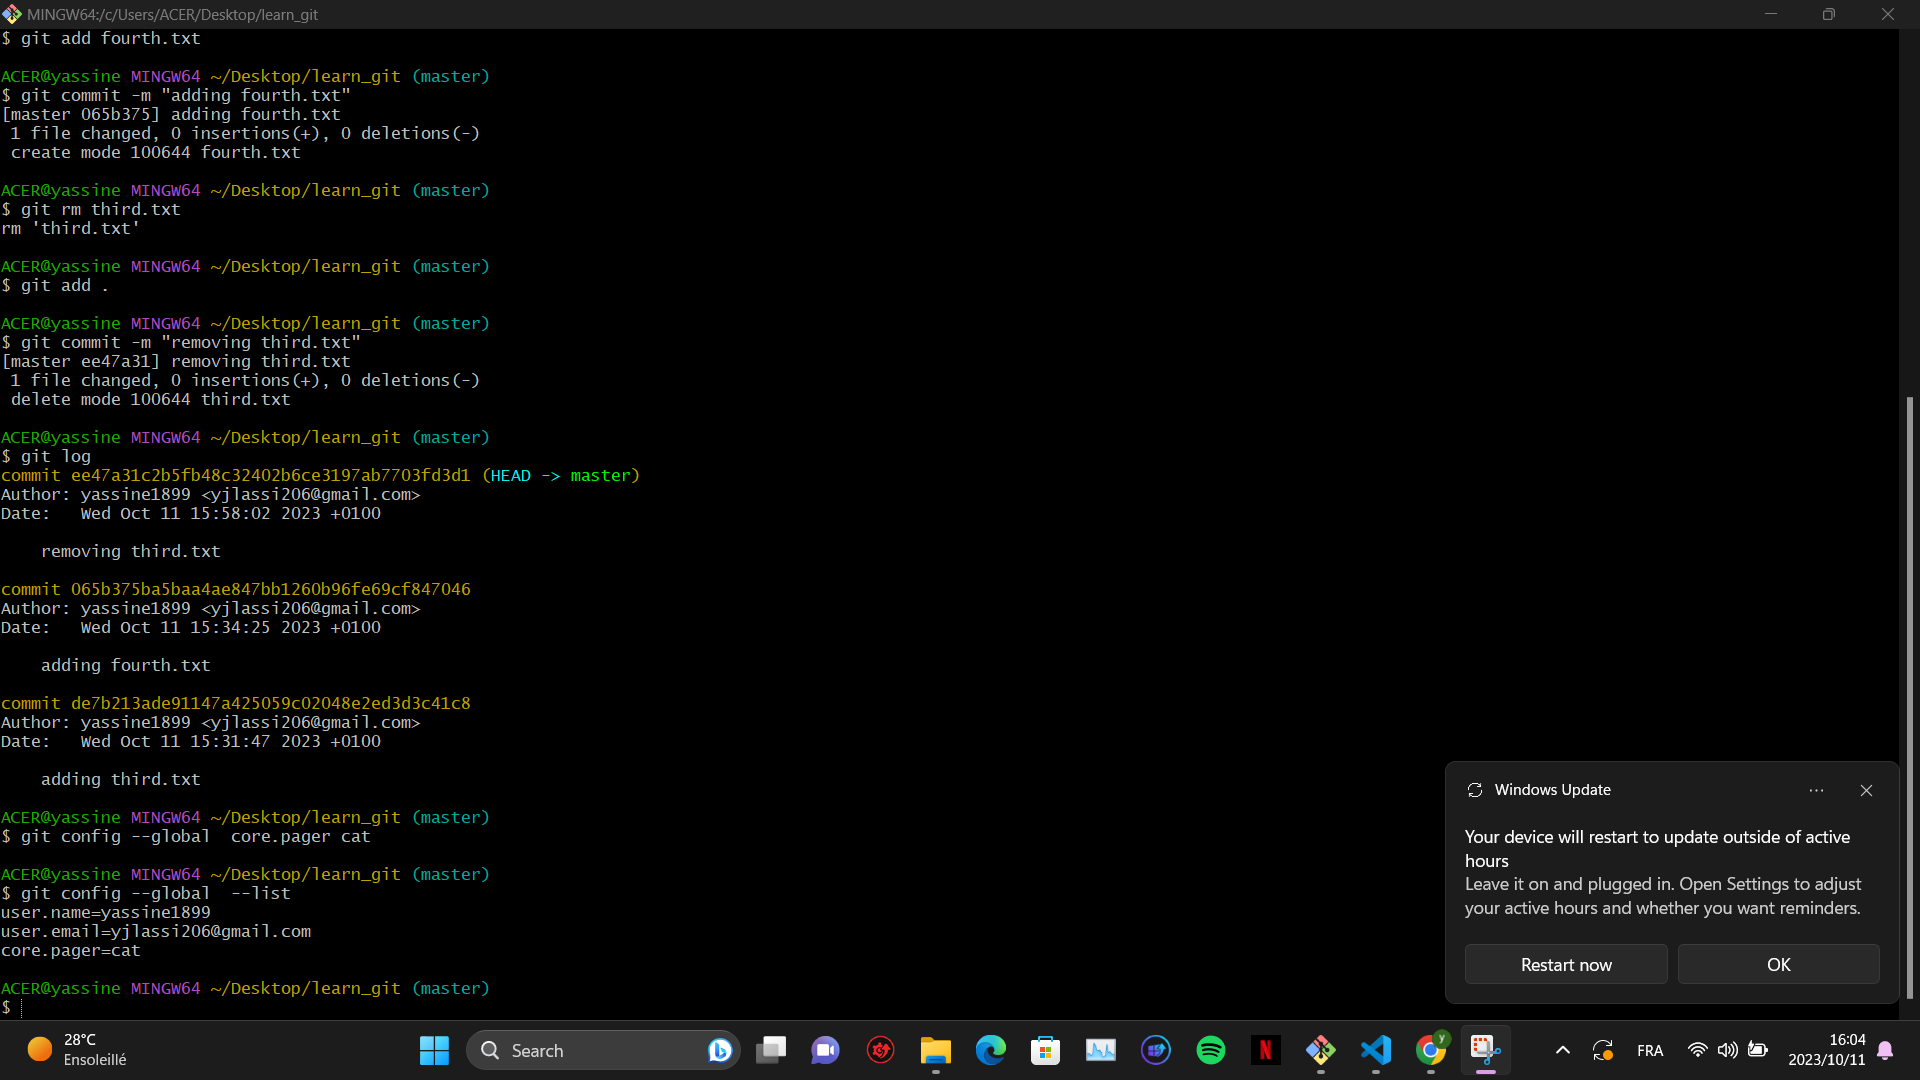 MINGW64:/c/Users/ACER/Desktop/learn_git
$ git add fourth.txt
ACER@yassine MINGW64 ~/Desktop/learn_git (master)
$ git commit -m "adding fourth.txt"
[master 065b375] adding fourth.txt
 1 file changed, 0 insertions(+), 0 deletions(-)
 create mode 100644 fourth.txt
ACER@yassine MINGW64 ~/Desktop/learn_git (master)
$ git rm third.txt
rm 'third.txt'
ACER@yassine MINGW64 ~/Desktop/learn_git (master)
$ git add .
ACER@yassine MINGW64 ~/Desktop/learn_git (master)
$ git commit -m "removing third.txt"
[master ee47a31] removing third.txt
 1 file changed, 0 insertions(+), 0 deletions(-)
 delete mode 100644 third.txt
ACER@yassine MINGW64 ~/Desktop/learn_git (master)
$ git log
commit ee47a31c2b5fb48c32402b6ce3197ab7703fd3d1 (HEAD -> master)
Author: yassine1899 <yjlassi206@gmail.com>
Date:   Wed Oct 11 15:58:02 2023 +0100
    removing third.txt
commit 065b375ba5baa4ae847bb1260b96fe69cf847046
Author: yassine1899 <yjlassi206@gmail.com>
Date:   Wed Oct 11 15:34:25 2023 +0100
    adding fourth.txt
commit de7b213ade91147a425059c02048e2ed3d3c41c8
Author: yassine1899 <yjlassi206@gmail.com>
Date:   Wed Oct 11 15:31:47 2023 +0100
    adding third.txt
ACER@yassine MINGW64 ~/Desktop/learn_git (master)
$ git config --global  core.pager cat
ACER@yassine MINGW64 ~/Desktop/learn_git (master)
$ git config --global  --list
user.name=yassine1899
user.email=yjlassi206@gmail.com
core.pager=cat
ACER@yassine MINGW64 ~/Desktop/learn_git (master)
$
Windows Update
Your device will restart to update outside of active
hours
Leave it on and plugged in. Open Settings to adjust
your active hours and whether you want reminders.
Restart now
OK
28°C
Ensoleillé
Search
N
y
FRA
16:04
2023/10/11